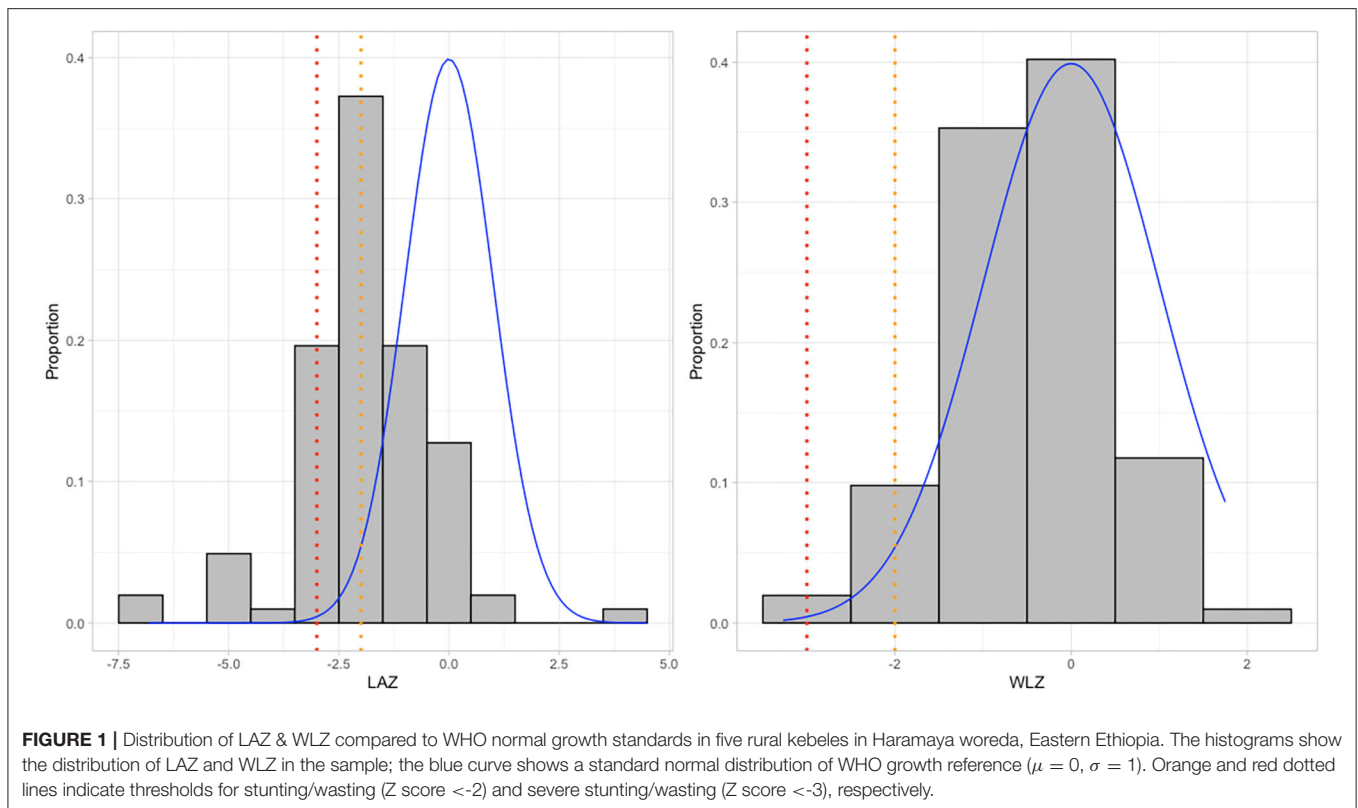 0.4
0.3
0.2
0.1
0.0
Proportion
-7.5 -5.0 -2.5 0.0 2.5 5.0
LAZ
0.4
0.3
0.2
0.1
0.0
Proportion
-2 0 2
WLZ
FIGURE 1 | Distribution of LAZ & WLZ compared to WHO normal growth standards in five rural kebeles in Haramaya woreda, Eastern Ethiopia. The histograms show
the distribution of LAZ and WLZ in the sample; the blue curve shows a standard normal distribution of WHO growth reference (μ = 0, σ = 1). Orange and red dotted
lines indicate thresholds for stunting/wasting (Z score <-2) and severe stunting/wasting (Z score <-3), respectively.